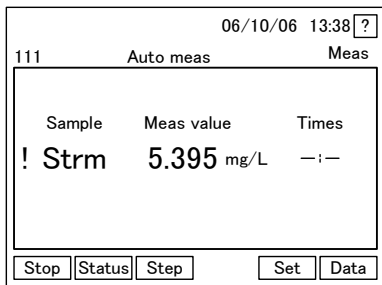 06/10/06 13:38 ?
111 Auto meas Meas
Sample Meas value Times
! Strm 5.395 mg/L –:–
Stop Status Step Set Data